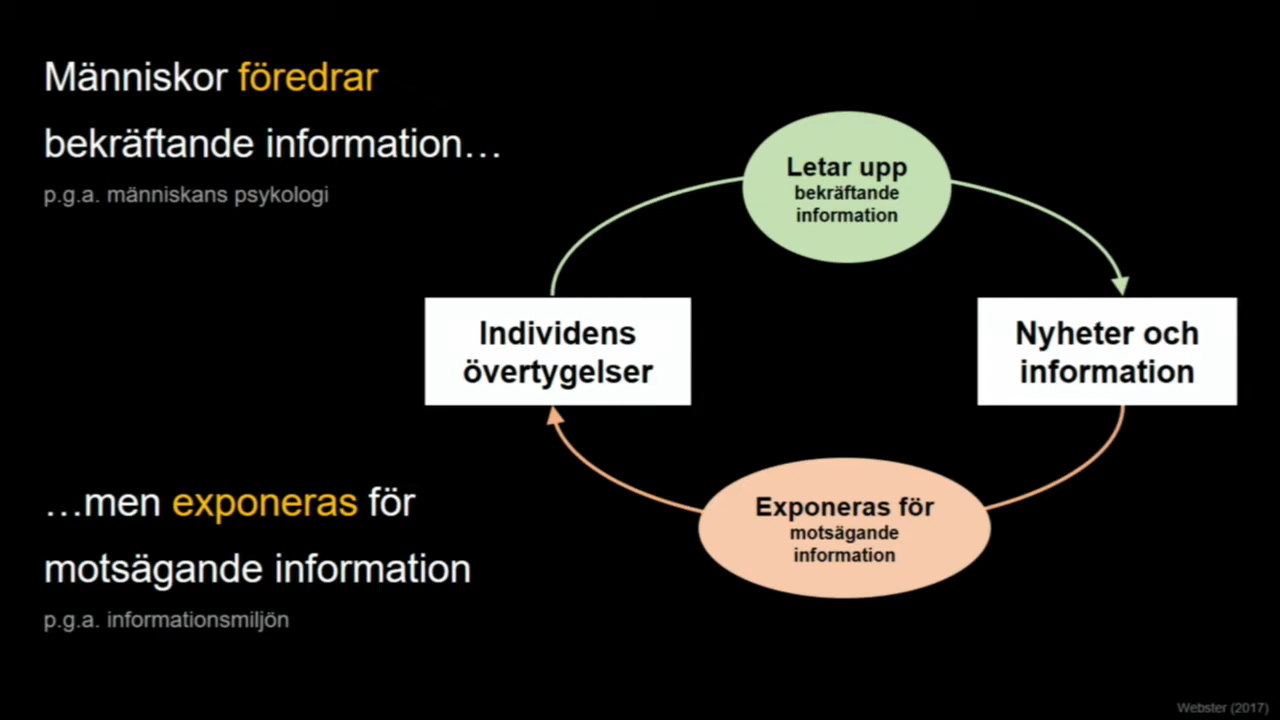 Människor föredrar
bekräftande information…
p.g.a. människans psykologi
Letar upp
bekräftande
information
Individens
övertygelser
Nyheter och
information
Exponeras för
motsägande
information
…men exponeras för
motsägande information
p.g.a. informationsmiljön
Webster (2017)